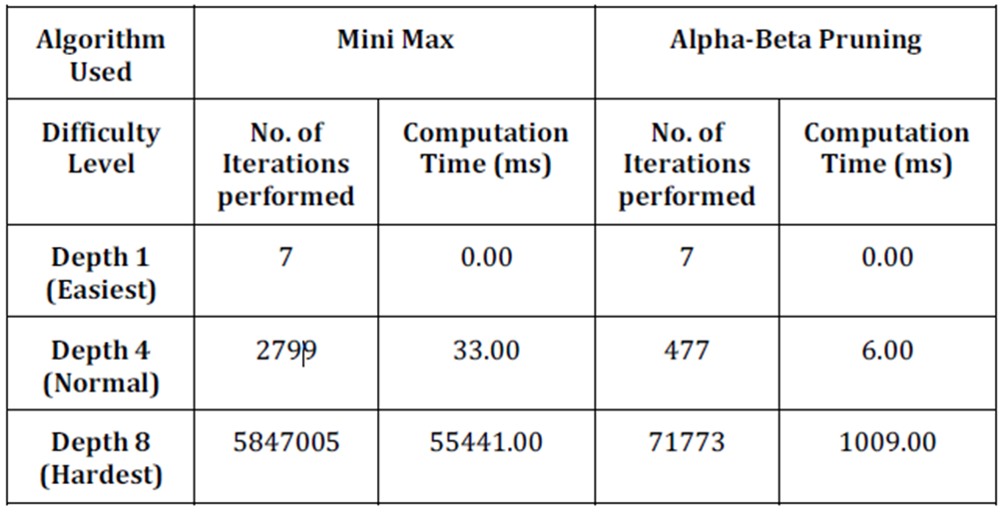 Algorithm Used Mini Max Alpha-Beta Pruning
Difficulty Level No. of Iterations performed Computation Time (ms) No. of Iterations performed Computation Time (ms)
Depth 1 (Easiest) 7 0.00 7 0.00
Depth 4 (Normal) 2799 33.00 477 6.00
Depth 8 (Hardest) 5847005 55441.00 71773 1009.00